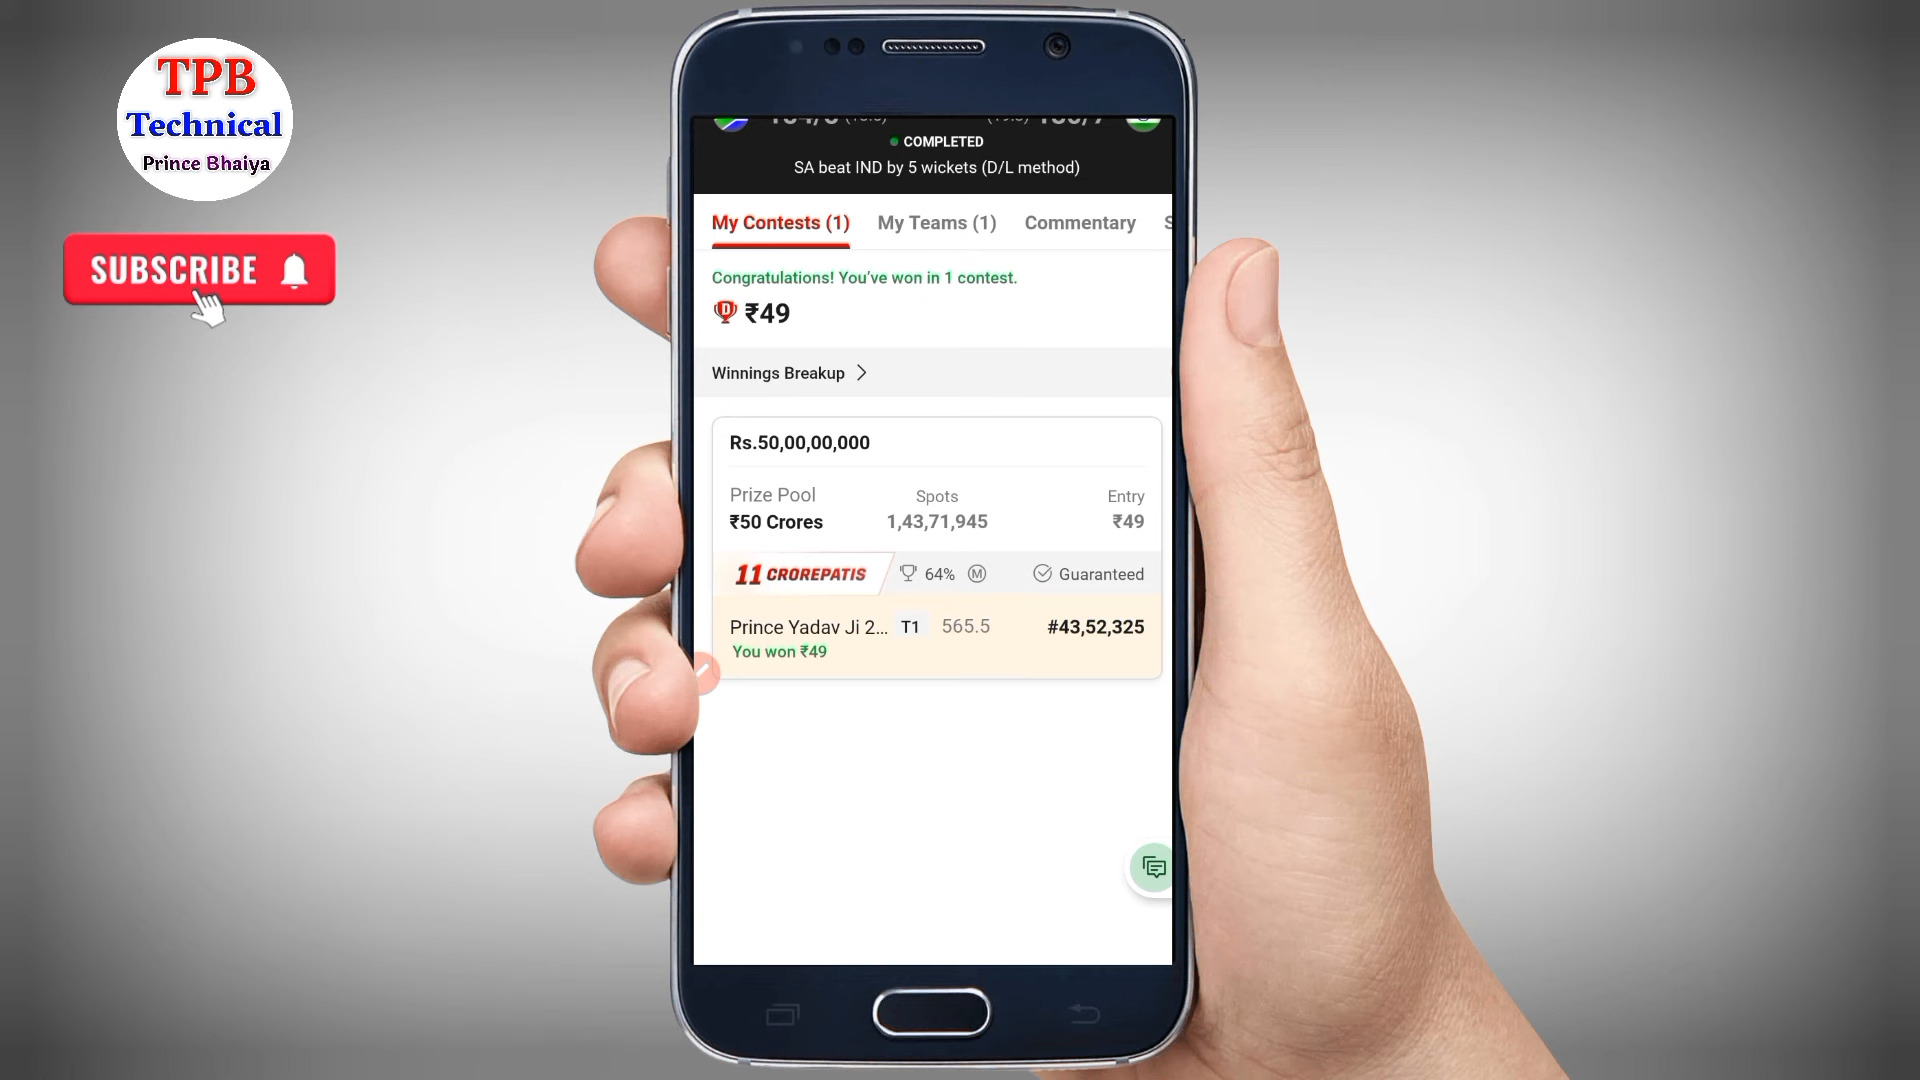 TPB
Technical
Prince Bhaiya
SUBSCRIBE
COMPLETED
SA beat IND by 5 wickets (D/L method)
My Contests (1) My Teams (1) Commentary
Congratulations! You've won in 1 contest.
₹49
Winnings Breakup
Rs.50,00,00,000
Prize Pool Spots Entry
₹50 Crores 1,43,71,945 ₹49
11 CROREPATIS 64% M Guaranteed
Prince Yadav Ji 2... T1 565.5 #43,52,325
You won ₹49